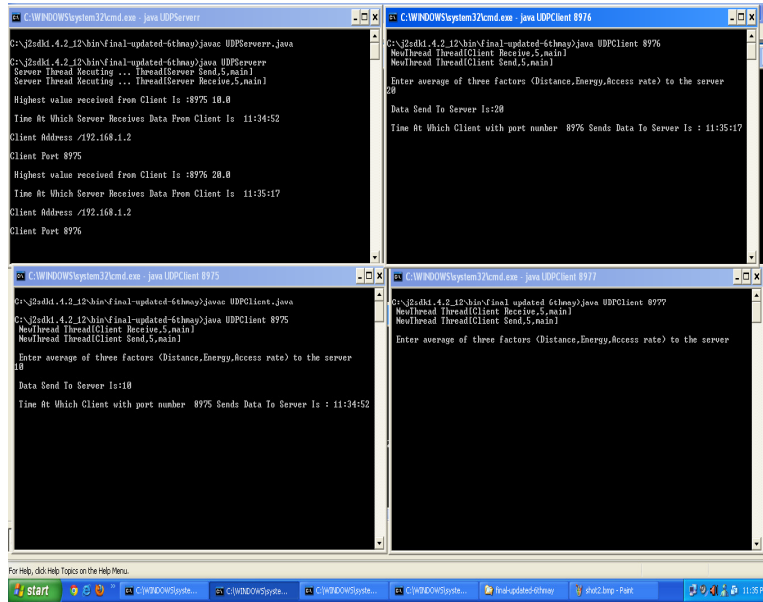 C:\WINDOWS\system32\cmd.exe - java UDPServerr
C:\j2sdk1.4.2_12\bin\final-updated-6thmay>javac UDPServerr.java
C:\j2sdk1.4.2_12\bin\final-updated-6thmay>java UDPServerr
Server Thread Xecuting ... Thread[Server Send,5,main]
Server Thread Xecuting ... Thread[Server Receive,5,main]
Highest value received from Client Is :8975 10.0
Time At Which Server Receives Data From Client Is 11:34:52
Client Address /192.168.1.2
Client Port 8975
Highest value received from Client Is :8976 20.0
Time At Which Server Receives Data From Client Is 11:35:17
Client Address /192.168.1.2
Client Port 8976
C:\WINDOWS\system32\cmd.exe - java UDPClient 8976
C:\j2sdk1.4.2_12\bin\final-updated-6thmay>java UDPClient 8976
NewThread Thread[Client Receive,5,main]
NewThread Thread[Client Send,5,main]
Enter average of three factors (Distance,Energy,Access rate) to the server
20
Data Send To Server Is:20
Time At Which Client with port number 8976 Sends Data To Server Is : 11:35:17
C:\WINDOWS\system32\cmd.exe - java UDPClient 8975
C:\j2sdk1.4.2_12\bin\final-updated-6thmay>javac UDPClient.java
C:\j2sdk1.4.2_12\bin\final-updated-6thmay>java UDPClient 8975
NewThread Thread[Client Receive,5,main]
NewThread Thread[Client Send,5,main]
Enter average of three factors (Distance,Energy,Access rate) to the server
10
Data Send To Server Is:10
Time At Which Client with port number 8975 Sends Data To Server Is : 11:34:52
C:\WINDOWS\system32\cmd.exe - java UDPClient 8977
C:\j2sdk1.4.2_12\bin\final updated 6thmay>java UDPClient 8977
NewThread Thread[Client Receive,5,main]
NewThread Thread[Client Send,5,main]
Enter average of three factors (Distance,Energy,Access rate) to the server
For Help, click Help Topics on the Help Menu.
start
C:\WINDOWS\syste...
C:\WINDOWS\syste...
C:\WINDOWS\syste...
C:\WINDOWS\syste...
final-updated-6thmay
shot2.bmp - Paint
11:35 P